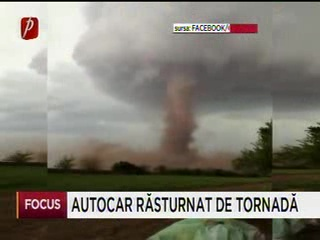 P
sursa: FACEBOOK/
FOCUS AUTOCAR RĂSTURNAT DE TORNADĂ